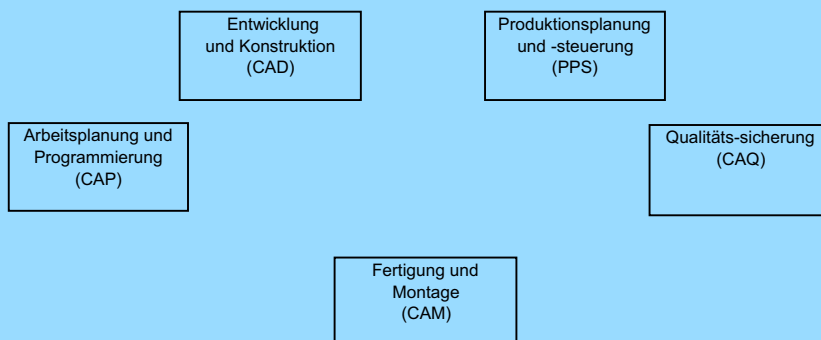 Entwicklung
und Konstruktion
(CAD)
Produktionsplanung
und -steuerung
(PPS)
Arbeitsplanung und
Programmierung
(CAP)
Qualitäts-sicherung
(CAQ)
Fertigung und
Montage
(CAM)